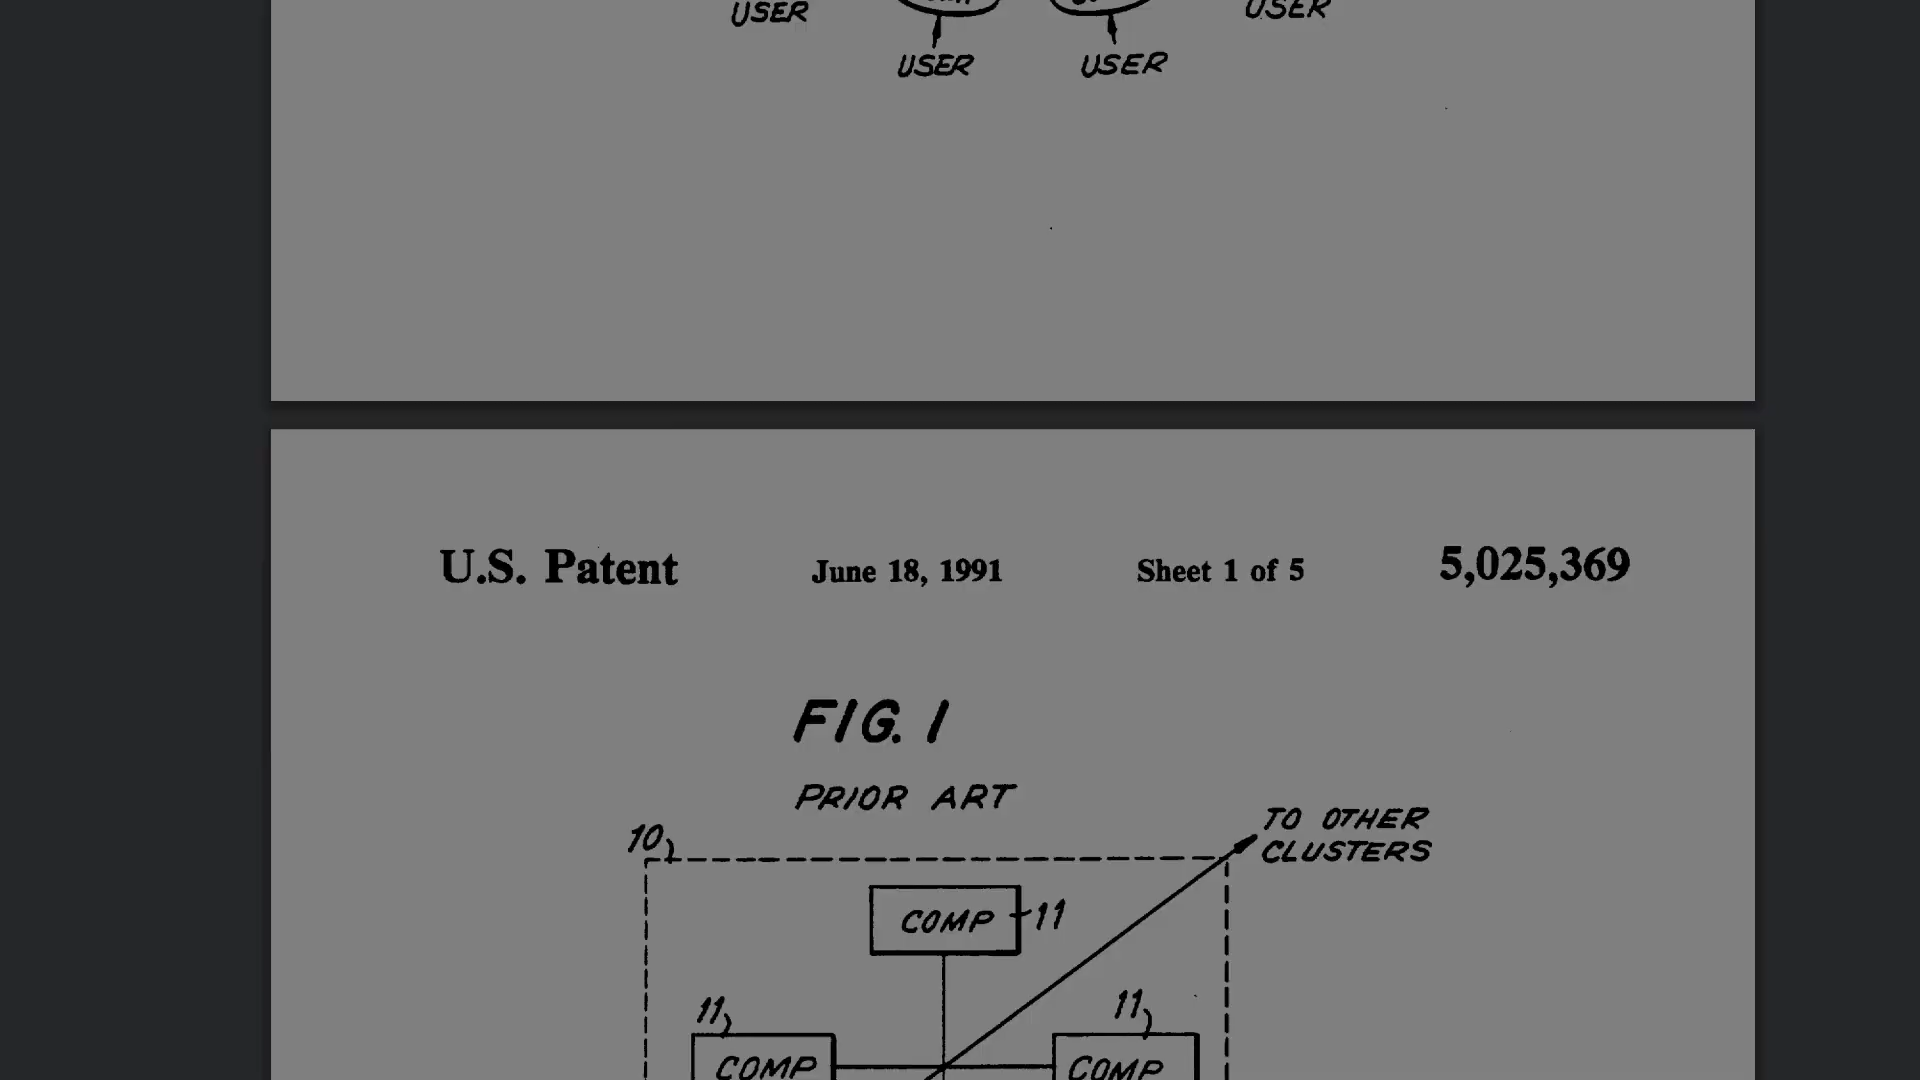 USER USER
USER USER
U.S. Patent June 18, 1991 Sheet 1 of 5 5,025,369
FIG. 1
PRIOR ART
TO OTHER
CLUSTERS
10
COMP 11
11 11
COMP COMP